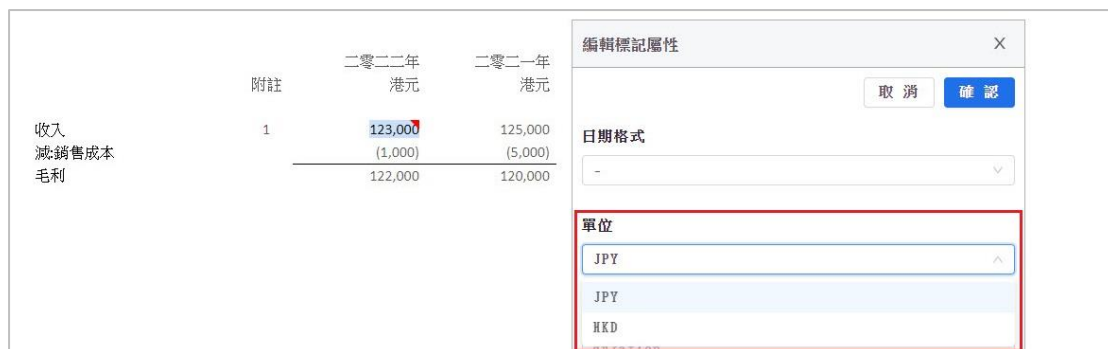 二零二二年 二零二一年
附註 港元 港元
收入 1 123,000 125,000
減:銷售成本 (1,000) (5,000)
毛利 122,000 120,000
編輯標記屬性 X
取 消 確 認
日期格式
-
單位
JPY
JPY
HKD